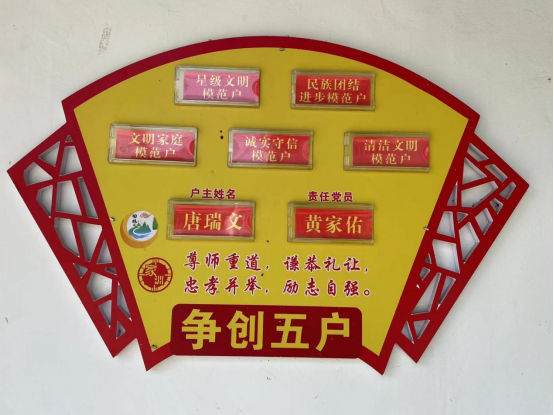 星级文明
模范户
民族团结
进步模范户
文明家庭
模范户
诚实守信
模范户
清洁文明
模范户
户主姓名
唐瑞文
责任党员
黄家佑
尊师重道，谦恭礼让，
忠孝并举，励志自强。
争创五户